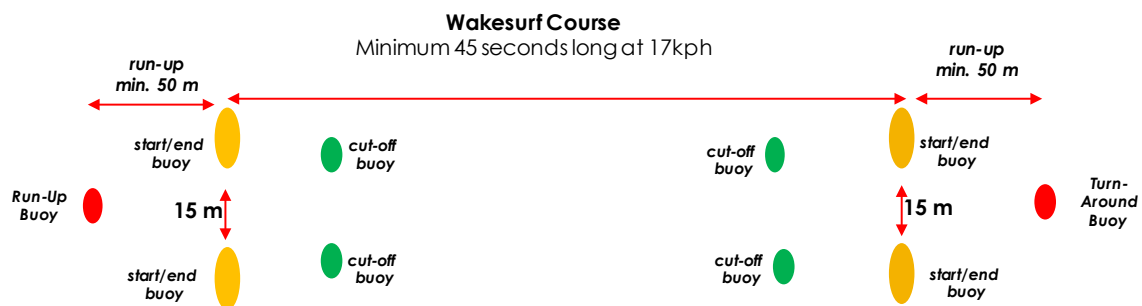 Wakesurf Course
Minimum 45 seconds long at 17kph
run-up
min. 50 m
run-up
min. 50 m
start/end
buoy
cut-off
buoy
cut-off
buoy
start/end
buoy
Run-Up
Buoy
15 m
15 m
Turn-
Around
Buoy
start/end
buoy
cut-off
buoy
cut-off
buoy
start/end
buoy